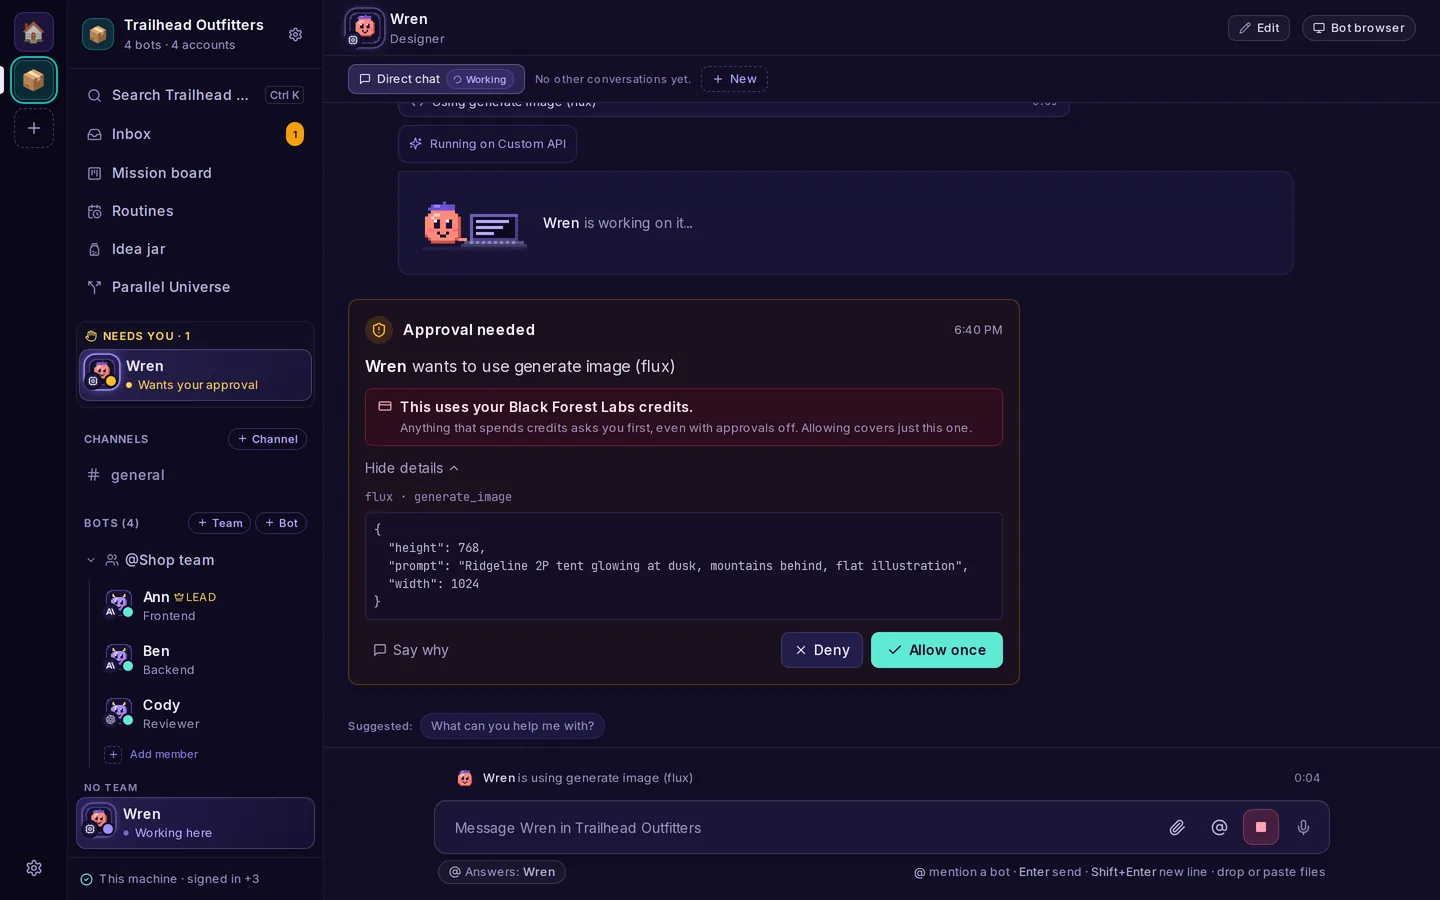 Trailhead Outfitters
4 bots · 4 accounts
Search Trailhead ...
Ctrl K
Inbox
1
Mission board
Routines
Idea jar
Parallel Universe
NEEDS YOU · 1
Wren
Wants your approval
CHANNELS
+ Channel
# general
BOTS (4)
+ Team
+ Bot
@Shop team
Ann LEAD
Frontend
Ben
Backend
Cody
Reviewer
+ Add member
NO TEAM
Wren
Working here
This machine · signed in +3
Wren
Designer
Edit
Bot browser
Direct chat
Working
No other conversations yet.
+ New
Using generate image (flux)
Running on Custom API
Wren is working on it...
Approval needed
6:40 PM
Wren wants to use generate image (flux)
This uses your Black Forest Labs credits.
Anything that spends credits asks you first, even with approvals off. Allowing covers just this one.
Hide details
flux · generate_image
{
"height": 768,
"prompt": "Ridgeline 2P tent glowing at dusk, mountains behind, flat illustration",
"width": 1024
}
Say why
Deny
Allow once
Suggested:
What can you help me with?
Wren is using generate image (flux)
0:04
Message Wren in Trailhead Outfitters
@ Answers: Wren
@ mention a bot · Enter send · Shift+Enter new line · drop or paste files